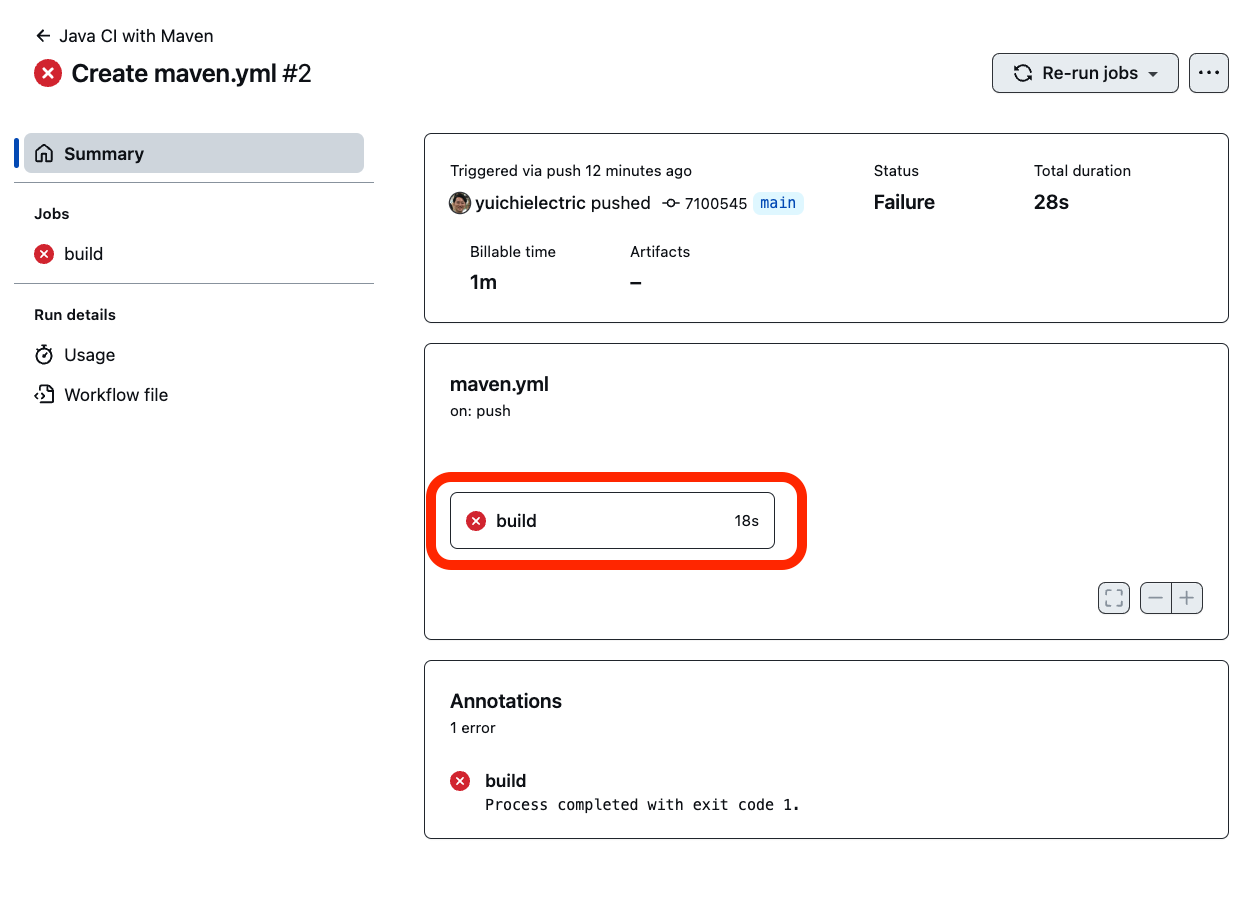 Java CI with Maven
Create maven.yml #2
Re-run jobs
Summary
Jobs
build
Run details
Usage
Workflow file
Triggered via push 12 minutes ago
yuichielectric pushed 7100545 main
Status
Failure
Total duration
28s
Billable time
1m
Artifacts
–
maven.yml
on: push
build 18s
Annotations
1 error
build
Process completed with exit code 1.